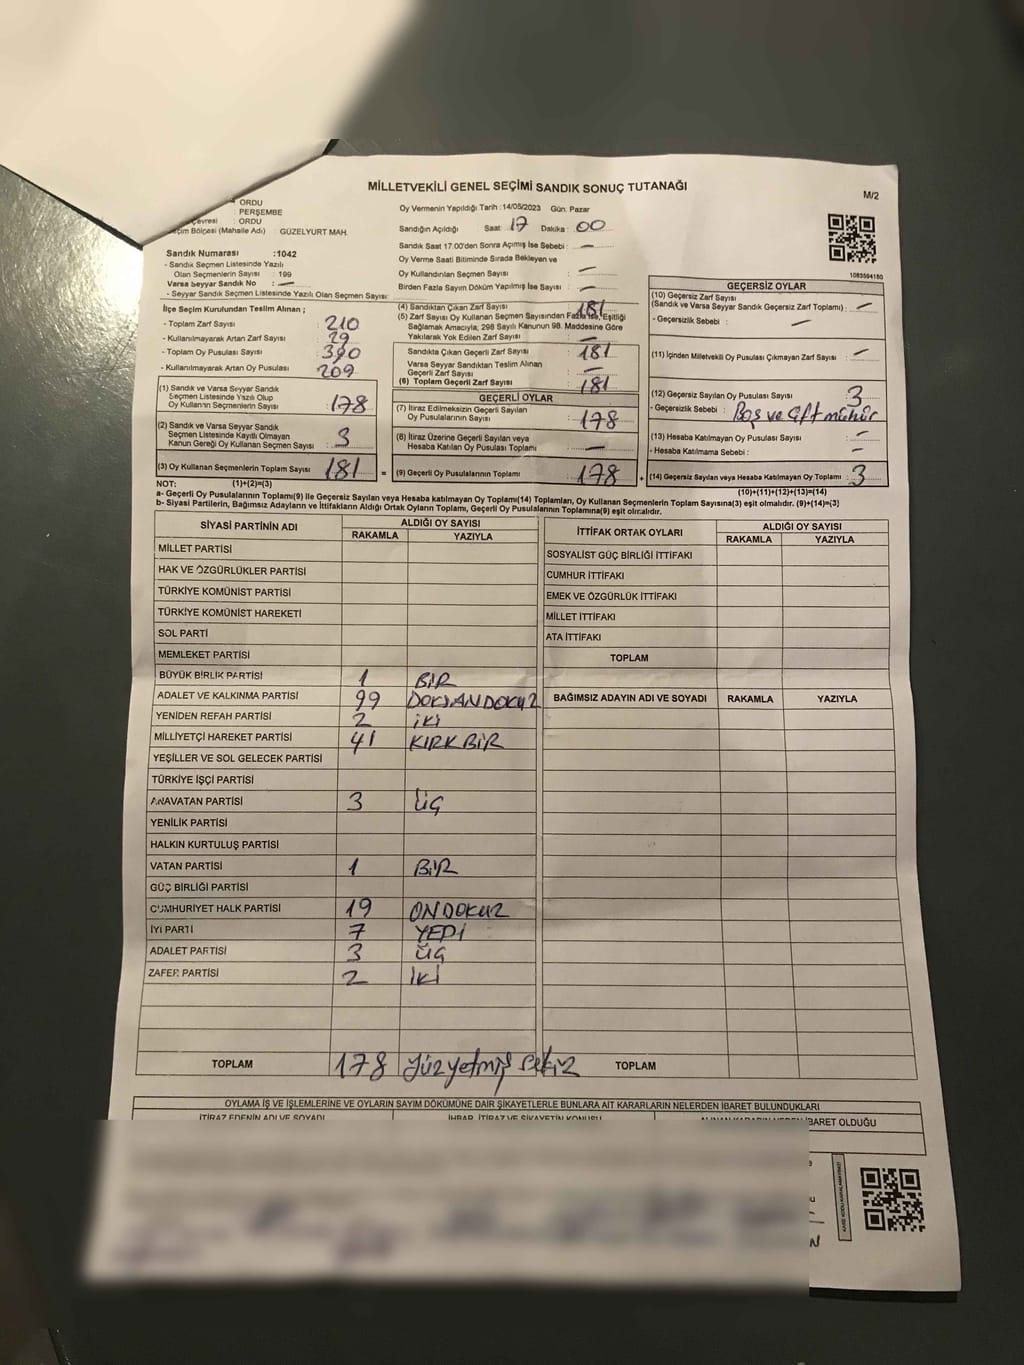 MİLLETVEKİLİ GENEL SEÇİMİ SANDIK SONUÇ TUTANAĞI
M/2
: ORDU
: PERŞEMBE
Çevresi : ORDU
Seçim Bölgesi (Mahalle Adı) : GÜZELYURT MAH.
Oy Vermenin Yapıldığı Tarih : 14/05/2023 Gün: Pazar
Sandığın Açıldığı Saat: 17 Dakika: 00
Sandık Saat 17.00'den Sonra Açılmış İse Sebebi : —
Oy Verme Saati Bitiminde Sırada Bekleyen ve
Oy Kullandırılan Seçmen Sayısı : —
Birden Fazla Sayım Döküm Yapılmış İse Sayısı : —
1083594180
Sandık Numarası :1042
- Sandık Seçmen Listesinde Yazılı
Olan Seçmenlerin Sayısı : 199
Varsa Seyyar Sandık No : —
- Seyyar Sandık Seçmen Listesinde Yazılı Olan Seçmen Sayısı:
İlçe Seçim Kurulundan Teslim Alınan ;
- Toplam Zarf Sayısı : 210
- Kullanılmayarak Artan Zarf Sayısı : 29
- Toplam Oy Pusulası Sayısı : 390
- Kullanılmayarak Artan Oy Pusulası : 209
(1) Sandık ve Varsa Seyyar Sandık
Seçmen Listesinde Yazılı Olup
Oy Kullanan Seçmenlerin Sayısı : 178
(2) Sandık ve Varsa Seyyar Sandık
Seçmen Listesinde Kayıtlı Olmayan
Kanun Gereği Oy Kullanan Seçmen Sayısı : 3
(3) Oy Kullanan Seçmenlerin Toplam Sayısı : 181 =
(4) Sandıktan Çıkan Zarf Sayısı : 181
(5) Zarf Sayısı Oy Kullanan Seçmen Sayısından Fazla ise, Eşitliği
Sağlamak Amacıyla, 298 Sayılı Kanunun 98. Maddesine Göre
Yakılarak Yok Edilen Zarf Sayısı : —
Sandıkta Çıkan Geçerli Zarf Sayısı : 181
Varsa Seyyar Sandıktan Teslim Alınan
Geçerli Zarf Sayısı : —
(6) Toplam Geçerli Zarf Sayısı : 181
GEÇERLİ OYLAR
(7) İtiraz Edilmeksizin Geçerli Sayılan
Oy Pusulalarının Sayısı : 178
(8) İtiraz Üzerine Geçerli Sayılan veya
Hesaba Katılan Oy Pusulası Toplamı : —
(9) Geçerli Oy Pusulalarının Toplamı : 178 +
GEÇERSİZ OYLAR
(10) Geçersiz Zarf Sayısı
(Sandık ve Varsa Seyyar Sandık Geçersiz Zarf Toplamı) : —
- Geçersizlik Sebebi : —
(11) İçinden Milletvekili Oy Pusulası Çıkmayan Zarf Sayısı : —
(12) Geçersiz Sayılan Oy Pusulası Sayısı : 3
- Geçersizlik Sebebi : Boş ve çift mühür
(13) Hesaba Katılmayan Oy Pusulası Sayısı : —
- Hesaba Katılmama Sebebi : —
(14) Geçersiz Sayılan veya Hesaba Katılmayan Oy Toplamı : 3
NOT: (1)+(2)=(3)
(10)+(11)+(12)+(13)=(14)
a- Geçerli Oy Pusulalarının Toplamı(9) ile Geçersiz Sayılan veya Hesaba katılmayan Oy Toplamı(14) Toplamları, Oy Kullanan Seçmenlerin Toplam Sayısına(3) eşit olmalıdır. (9)+(14)=(3)
b- Siyasi Partilerin, Bağımsız Adayların ve İttifakların Aldığı Ortak Oyların Toplamı, Geçerli Oy Pusulalarının Toplamına(9) eşit olmalıdır.
SİYASİ PARTİNİN ADI ALDIĞI OY SAYISI
RAKAMLA YAZIYLA
MİLLET PARTİSİ
HAK VE ÖZGÜRLÜKLER PARTİSİ
TÜRKİYE KOMÜNİST PARTİSİ
TÜRKİYE KOMÜNİST HAREKETİ
SOL PARTİ
MEMLEKET PARTİSİ
BÜYÜK BİRLİK PARTİSİ 1 BİR
ADALET VE KALKINMA PARTİSİ 99 DOKSANDOKUZ
YENİDEN REFAH PARTİSİ 2 İKİ
MİLLİYETÇİ HAREKET PARTİSİ 41 KIRKBİR
YEŞİLLER VE SOL GELECEK PARTİSİ
TÜRKİYE İŞÇİ PARTİSİ
ANAVATAN PARTİSİ 3 ÜÇ
YENİLİK PARTİSİ
HALKIN KURTULUŞ PARTİSİ
VATAN PARTİSİ 1 BİR
GÜÇ BİRLİĞİ PARTİSİ
CUMHURİYET HALK PARTİSİ 19 ONDOKUZ
İYİ PARTİ 7 YEDİ
ADALET PARTİSİ 3 ÜÇ
ZAFER PARTİSİ 2 İKİ
TOPLAM 178 Yüzyetmiş sekiz
İTTİFAK ORTAK OYLARI ALDIĞI OY SAYISI
RAKAMLA YAZIYLA
SOSYALİST GÜÇ BİRLİĞİ İTTİFAKI
CUMHUR İTTİFAKI
EMEK VE ÖZGÜRLÜK İTTİFAKI
MİLLET İTTİFAKI
ATA İTTİFAKI
TOPLAM
BAĞIMSIZ ADAYIN ADI VE SOYADI RAKAMLA YAZIYLA
TOPLAM
OYLAMA İŞ VE İŞLEMLERİNE VE OYLARIN SAYIM DÖKÜMÜNE DAİR ŞİKAYETLERLE BUNLARA AİT KARARLARIN NELERDEN İBARET BULUNDUKLARI
İTİRAZ EDENİN ADI VE SOYADI İHBAR, İTİRAZ VE ŞİKAYETİN KONUSU ALINAN KARARIN NEDEN İBARET OLDUĞU